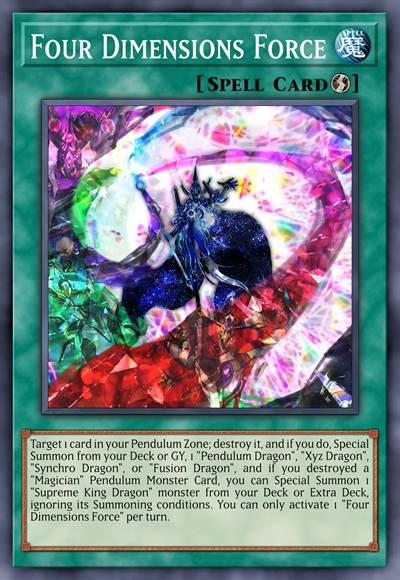 Four Dimensions Force
魔
[Spell Card]
Target 1 card in your Pendulum Zone; destroy it, and if you do, Special
Summon from your Deck or GY, 1 "Pendulum Dragon", "Xyz Dragon",
"Synchro Dragon", or "Fusion Dragon", and if you destroyed a
"Magician" Pendulum Monster Card, you can Special Summon 1
"Supreme King Dragon" monster from your Deck or Extra Deck,
ignoring its Summoning conditions. You can only activate 1 "Four
Dimensions Force" per turn.